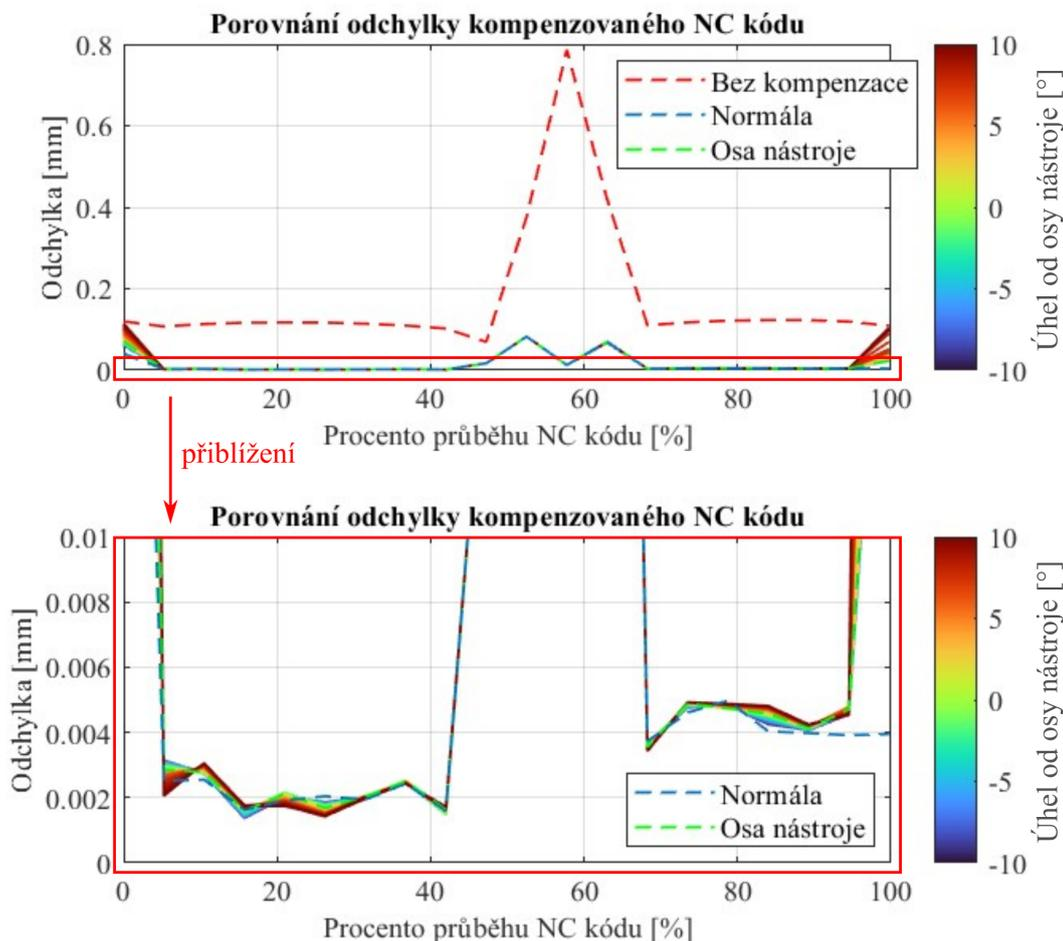 Porovnání odchylky kompenzovaného NC kódu
Odchylka [mm]
0.8
0.6
0.4
0.2
0
0 20 40 60 80 100
Procento průběhu NC kódu [%]
Bez kompenzace
Normála
Osa nástroje
10
5
0
-5
-10
Úhel od osy nástroje [°]
přiblížení
Porovnání odchylky kompenzovaného NC kódu
Odchylka [mm]
0.01
0.008
0.006
0.004
0.002
0
0 20 40 60 80 100
Procento průběhu NC kódu [%]
Normála
Osa nástroje
10
5
0
-5
-10
Úhel od osy nástroje [°]